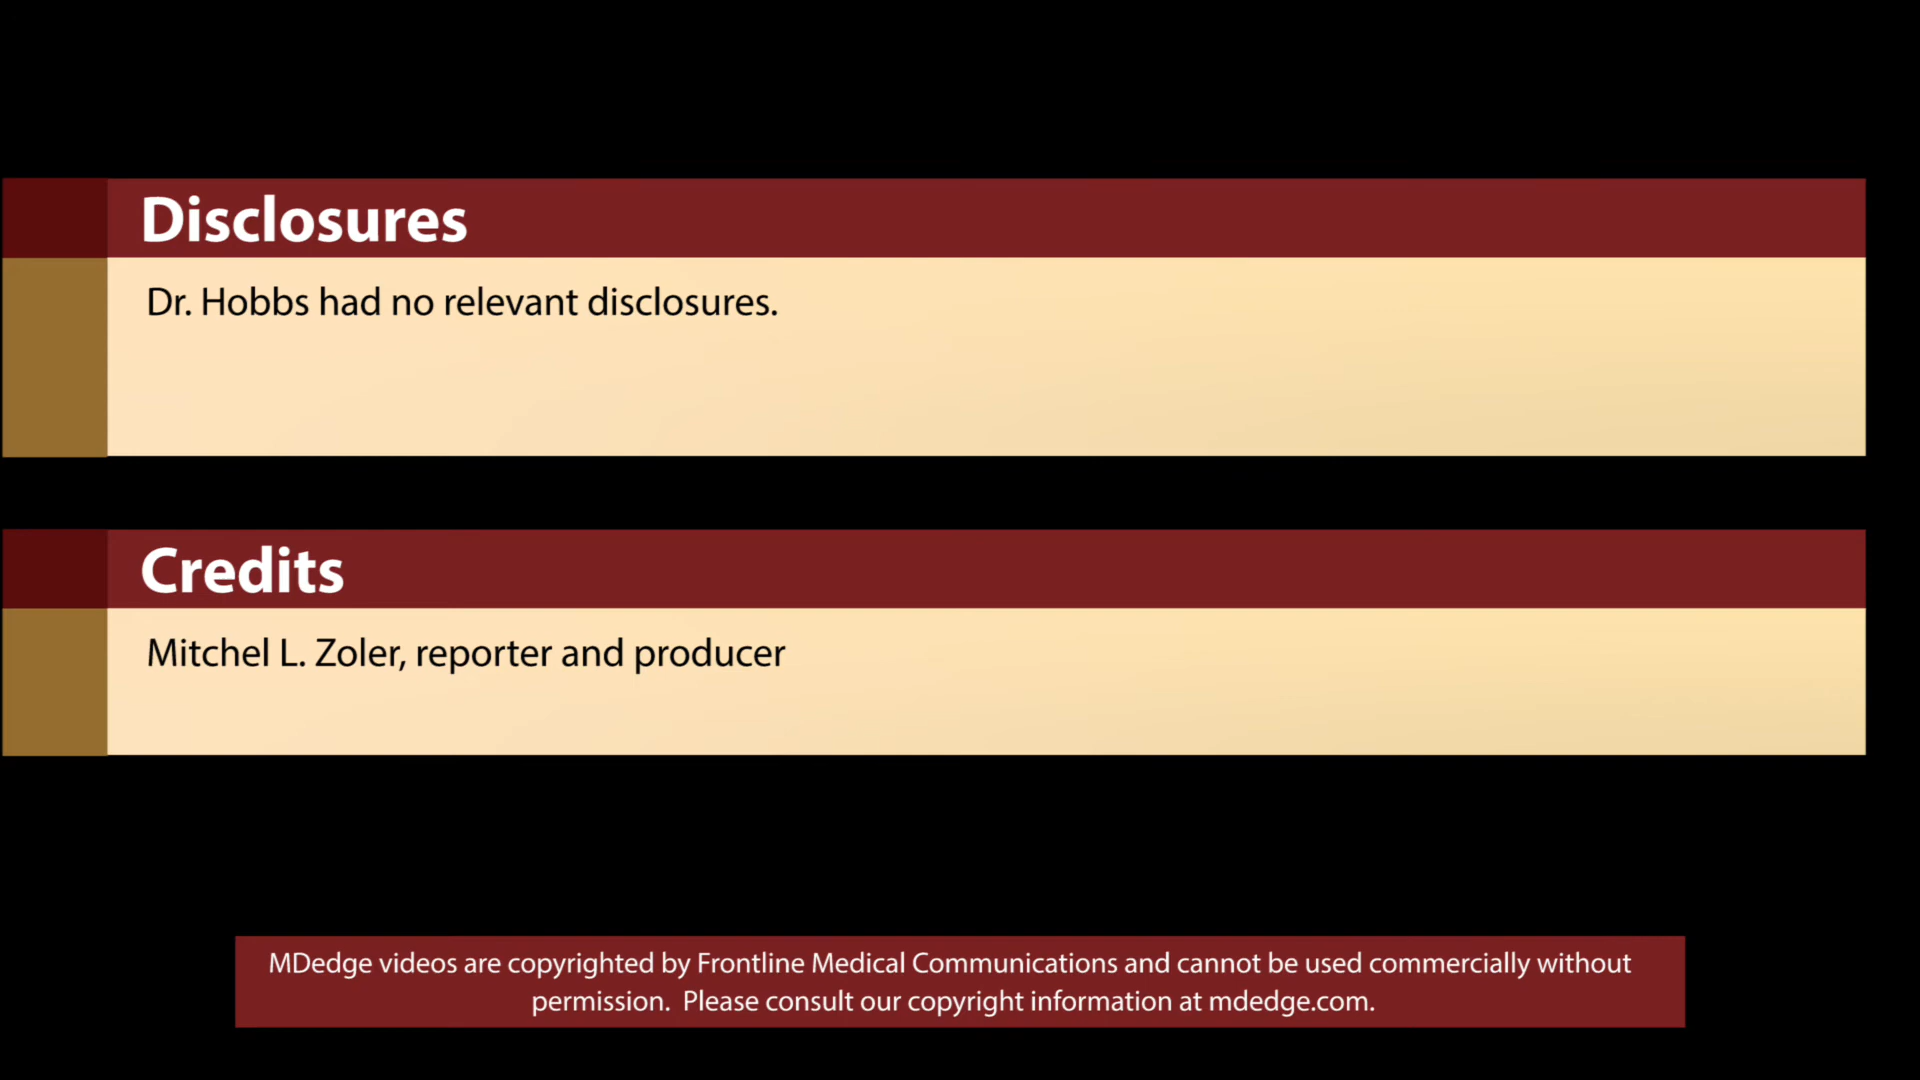 Disclosures
Dr. Hobbs had no relevant disclosures.
Credits
Mitchel L. Zoler, reporter and producer
MDedge videos are copyrighted by Frontline Medical Communications and cannot be used commercially without
permission.  Please consult our copyright information at mdedge.com.